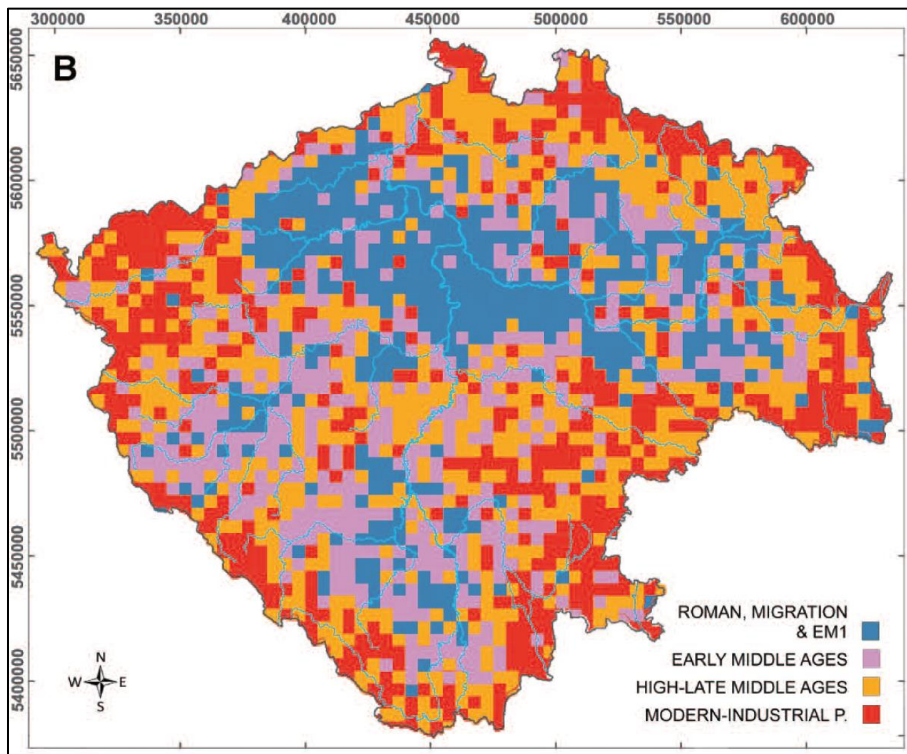 300000 350000 400000 450000 500000 550000 600000
B
5650000
5600000
5550000
5500000
5450000
5400000
N
W E
S
ROMAN, MIGRATION
& EM1
EARLY MIDDLE AGES
HIGH-LATE MIDDLE AGES
MODERN-INDUSTRIAL P.